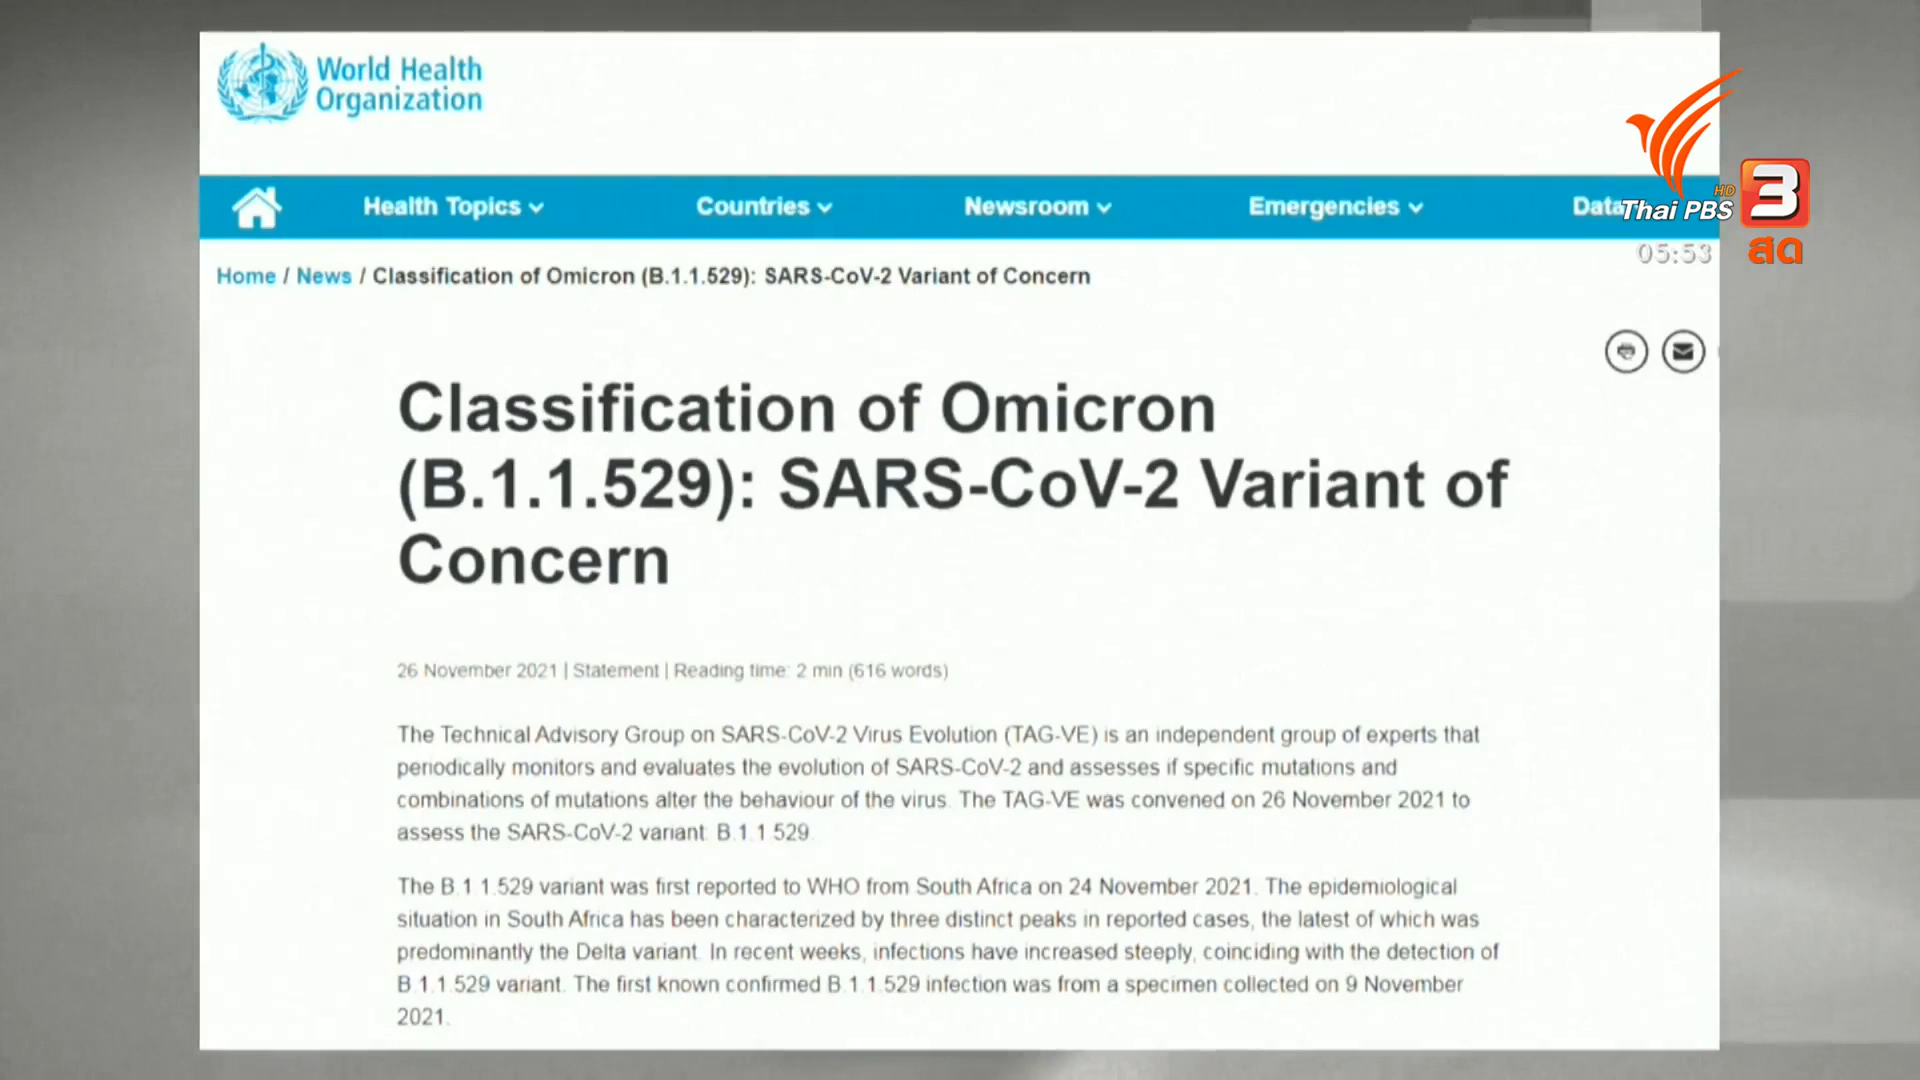 World Health
Organization
Health Topics
Countries
Newsroom
Emergencies
Data
HD
Thai PBS
3
สด
05:53
Home / News / Classification of Omicron (B.1.1.529): SARS-CoV-2 Variant of Concern
Classification of Omicron
(B.1.1.529): SARS-CoV-2 Variant of
Concern
26 November 2021 | Statement | Reading time: 2 min (616 words)
The Technical Advisory Group on SARS-CoV-2 Virus Evolution (TAG-VE) is an independent group of experts that
periodically monitors and evaluates the evolution of SARS-CoV-2 and assesses if specific mutations and
combinations of mutations alter the behaviour of the virus. The TAG-VE was convened on 26 November 2021 to
assess the SARS-CoV-2 variant: B.1.1.529.
The B.1.1.529 variant was first reported to WHO from South Africa on 24 November 2021. The epidemiological
situation in South Africa has been characterized by three distinct peaks in reported cases, the latest of which was
predominantly the Delta variant. In recent weeks, infections have increased steeply, coinciding with the detection of
B.1.1.529 variant. The first known confirmed B.1.1.529 infection was from a specimen collected on 9 November
2021.